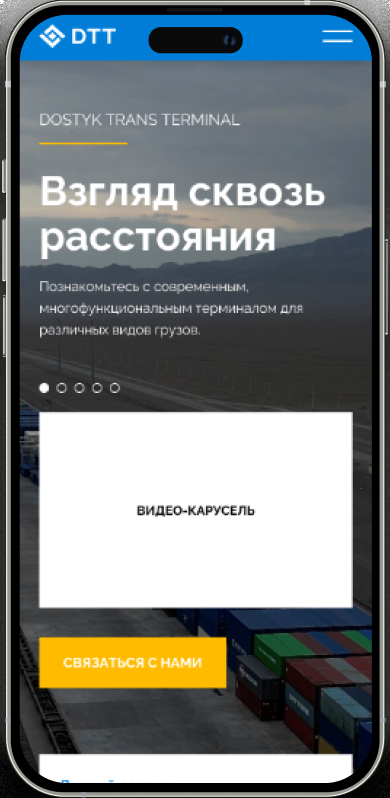 DTT
DOSTYK TRANS TERMINAL
Взгляд сквозь
расстояния
Познакомьтесь с современным,
многофункциональным терминалом для
различных видов грузов.
ВИДЕО-КАРУСЕЛЬ
СВЯЗАТЬСЯ С НАМИ